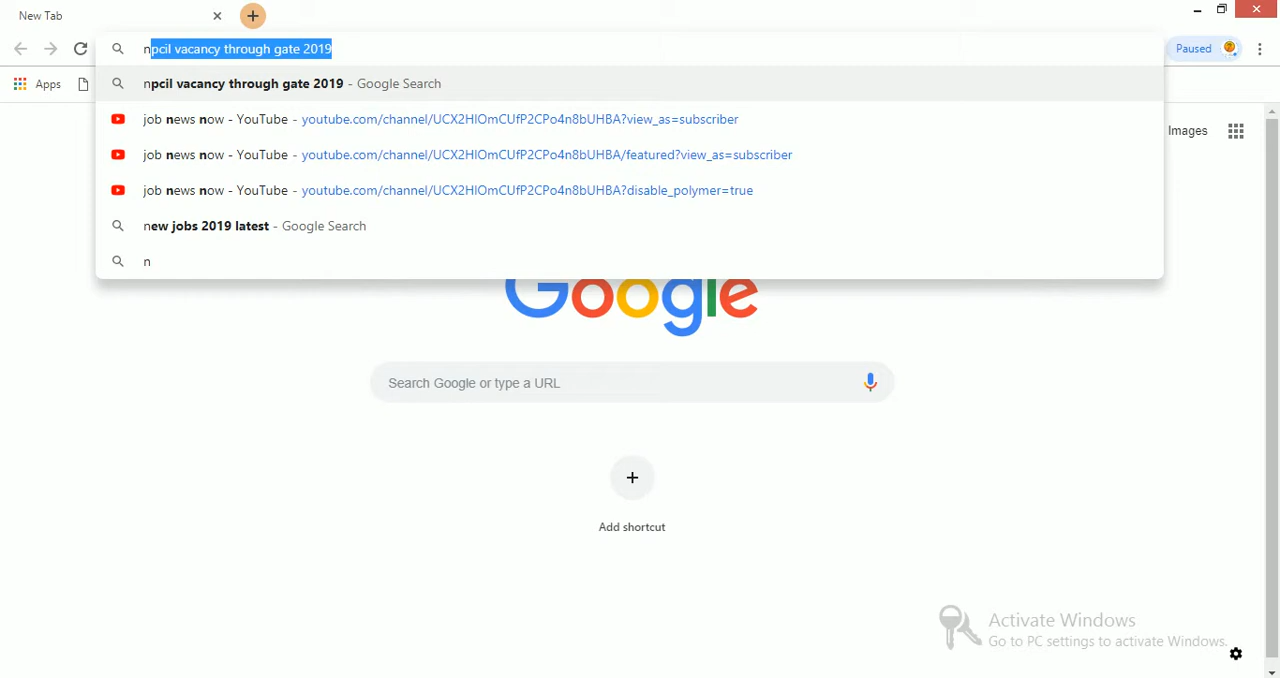 New Tab
npcil vacancy through gate 2019
Paused
Apps
npcil vacancy through gate 2019 - Google Search
job news now - YouTube - youtube.com/channel/UCX2HIOmCUfP2CPo4n8bUHBA?view_as=subscriber
Images
job news now - YouTube - youtube.com/channel/UCX2HIOmCUfP2CPo4n8bUHBA/featured?view_as=subscriber
job news now - YouTube - youtube.com/channel/UCX2HIOmCUfP2CPo4n8bUHBA?disable_polymer=true
new jobs 2019 latest - Google Search
n
Google
Search Google or type a URL
Add shortcut
Activate Windows
Go to PC settings to activate Windows.